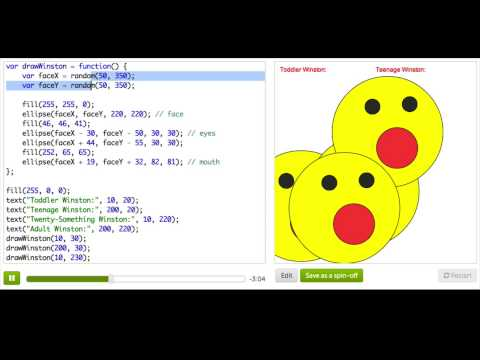 var drawWinston = function() {
var faceX = random(50, 350);
var faceY = random(50, 350);
fill(255, 255, 0);
ellipse(faceX, faceY, 220, 220); // face
fill(46, 46, 41);
ellipse(faceX - 30, faceY - 50, 30, 30); // eyes
ellipse(faceX + 44, faceY - 55, 30, 30);
fill(252, 65, 65);
ellipse(faceX + 19, faceY + 32, 82, 81); // mouth
};
fill(255, 0, 0);
text("Toddler Winston:", 10, 20);
text("Teenage Winston:", 200, 20);
text("Twenty-Something Winston:", 10, 220);
text("Adult Winston:", 200, 220);
drawWinston(10, 30);
drawWinston(200, 30);
drawWinston(10, 230);
-3:04
Toddler Winston: Teenage Winston:
Edit Save as a spin-off Restart